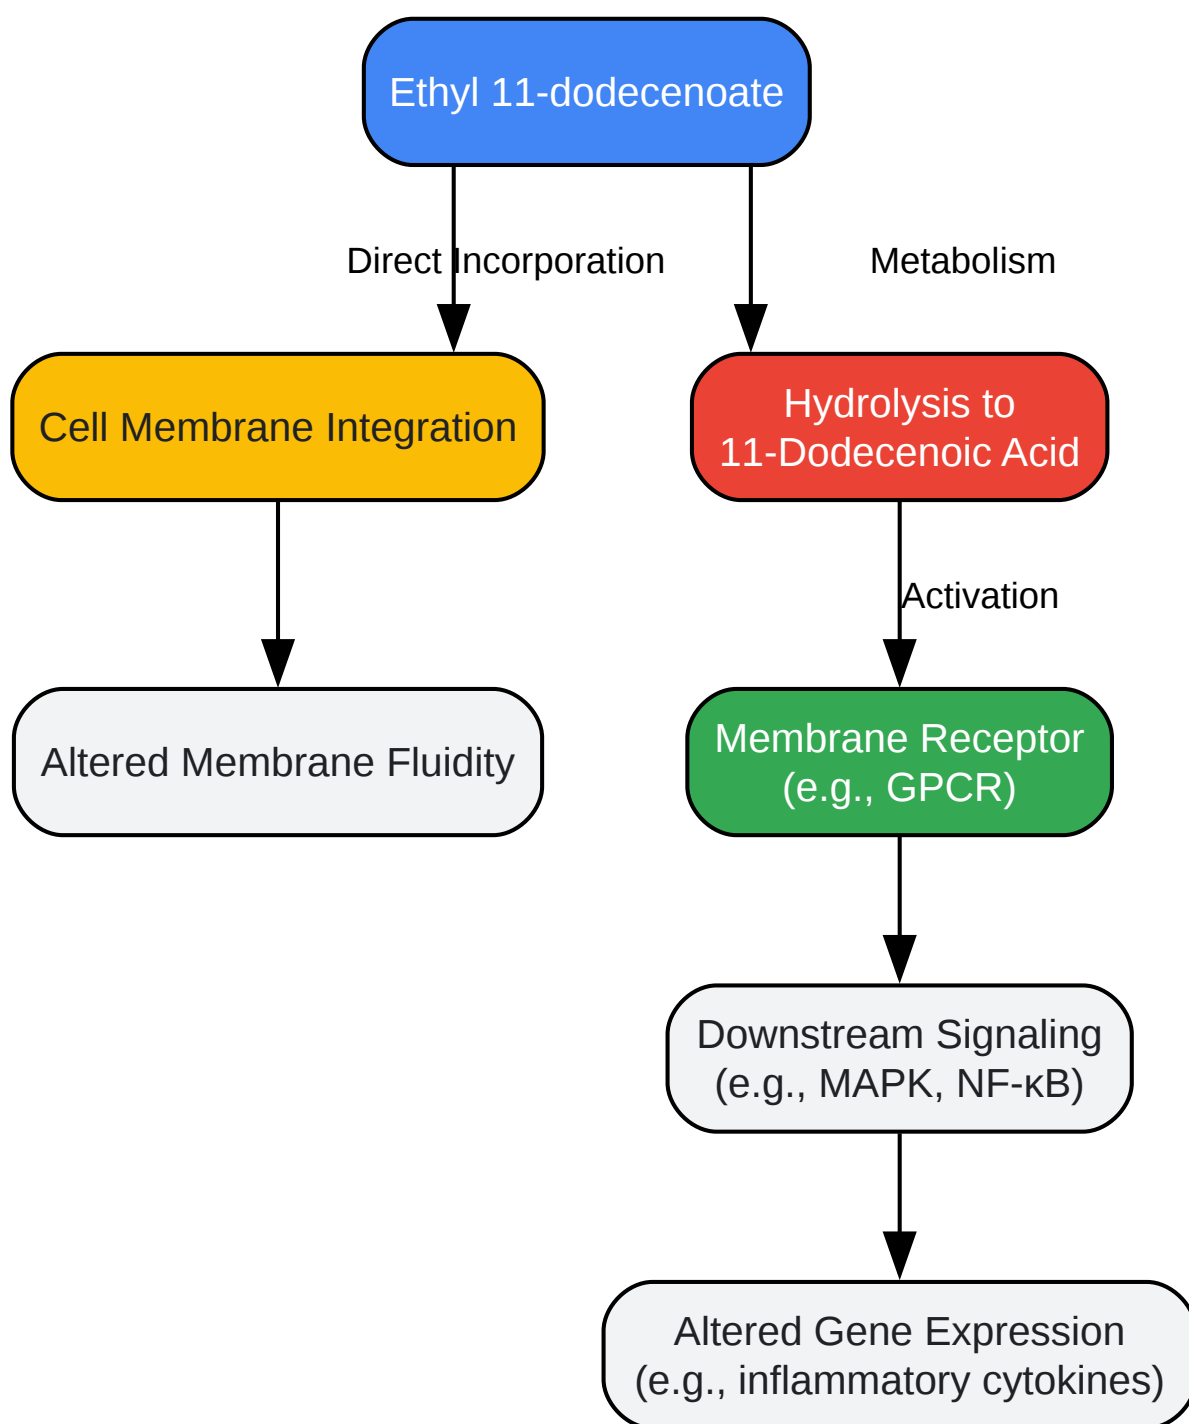 Ethyl 11-dodecenoate
Direct Incorporation
Metabolism
Cell Membrane Integration
Hydrolysis to
11-Dodecenoic Acid
Activation
Altered Membrane Fluidity
Membrane Receptor
(e.g., GPCR)
Downstream Signaling
(e.g., MAPK, NF-κB)
Altered Gene Expression
(e.g., inflammatory cytokines)